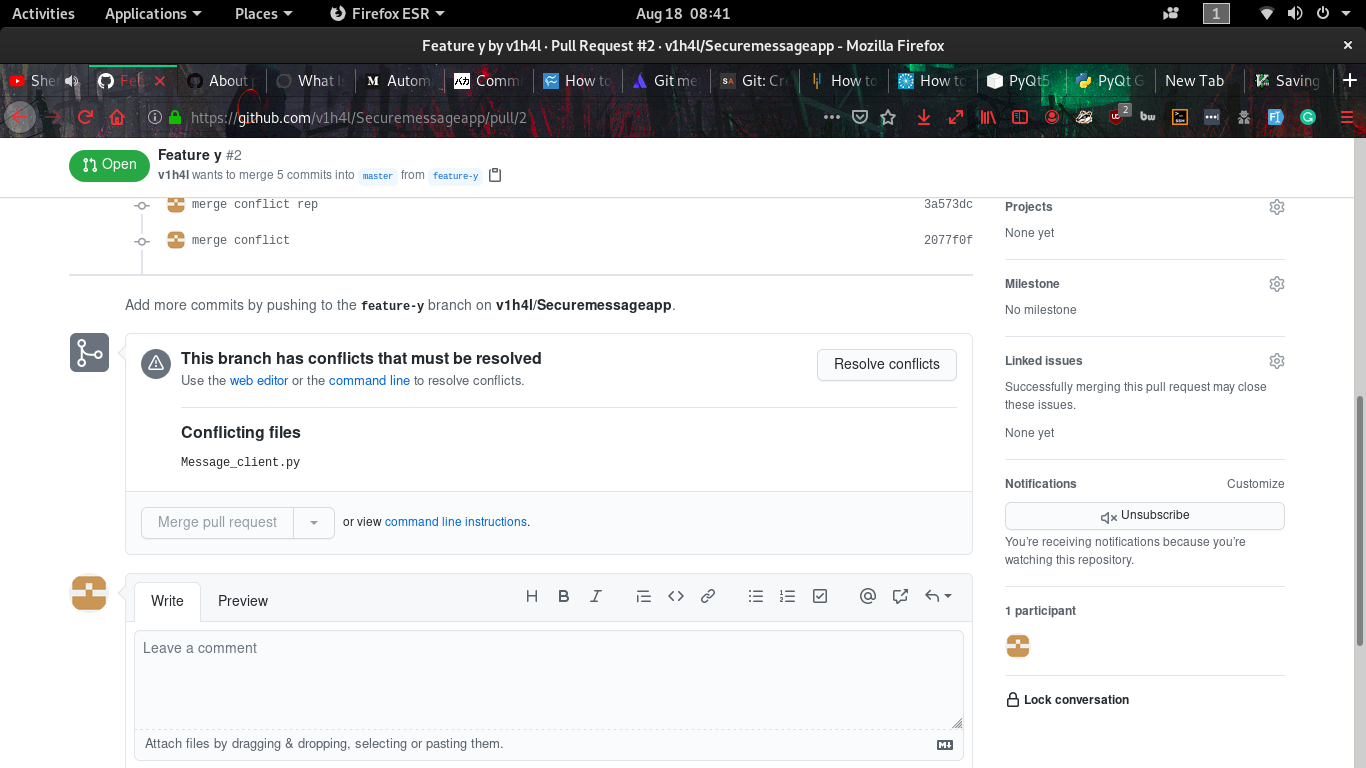 Activities Applications Places Firefox ESR Aug 18 08:41 1
Feature y by v1h4l · Pull Request #2 · v1h4l/Securemessageapp - Mozilla Firefox
She Fea About What Autom Comm How to Git me Git: Cr How to How to PyQt5 PyQt G New Tab Saving
https://github.com/v1h4l/Securemessageapp/pull/2 2
Open
Feature y #2
v1h4l wants to merge 5 commits into master from feature-y
merge conflict rep 3a573dc
merge conflict 2077f0f
Add more commits by pushing to the feature-y branch on v1h4l/Securemessageapp.
This branch has conflicts that must be resolved
Use the web editor or the command line to resolve conflicts.
Resolve conflicts
Conflicting files
Message_client.py
Merge pull request or view command line instructions.
Write Preview
Leave a comment
Attach files by dragging & dropping, selecting or pasting them.
Projects
None yet
Milestone
No milestone
Linked issues
Successfully merging this pull request may close
these issues.
None yet
Notifications Customize
Unsubscribe
You’re receiving notifications because you’re
watching this repository.
1 participant
Lock conversation